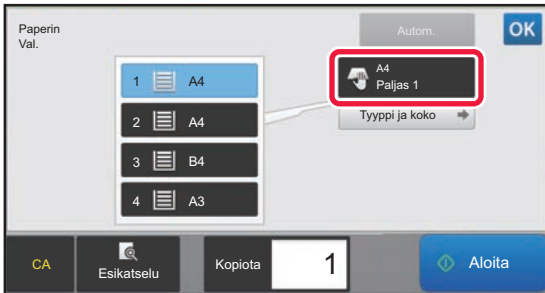 Paperin
Val.
Autom.
OK
1 A4
2 A4
3 B4
4 A3
A4
Paljas 1
Tyyppi ja koko
CA
Esikatselu
Kopiota
1
Aloita